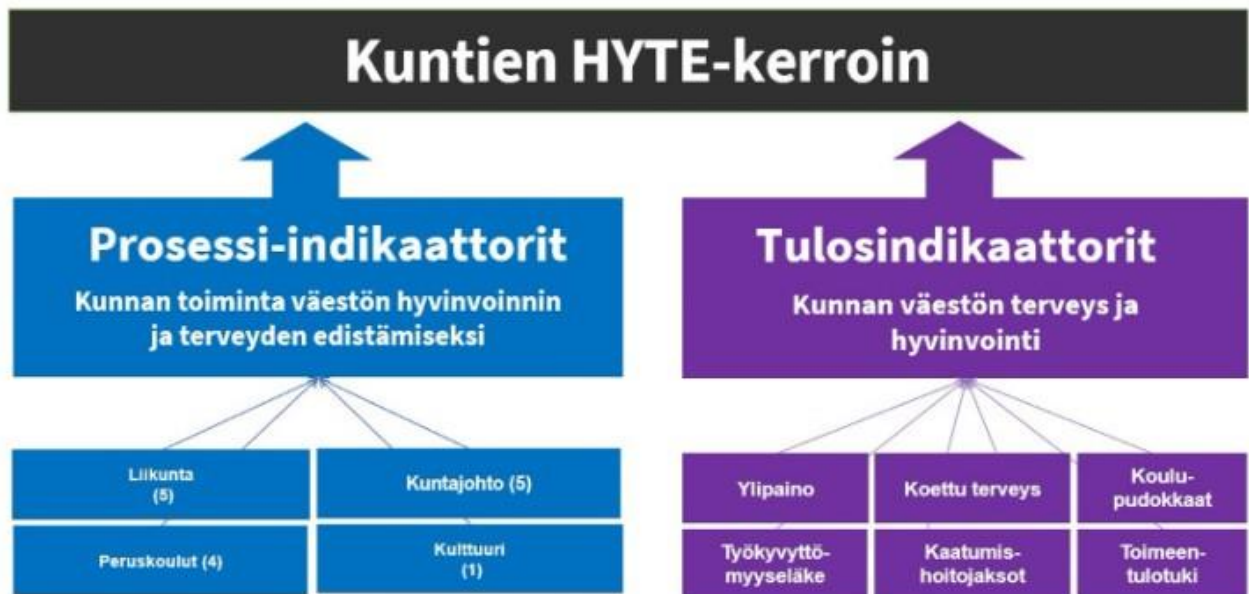 Kuntien HYTE-kerroin
Prosessi-indikaattorit
Kunnan toiminta väestön hyvinvoinnin
ja terveyden edistämiseksi
Tulosindikaattorit
Kunnan väestön terveys ja
hyvinvointi
Liikunta
(5)
Kuntajohto (5)
Peruskoulut (4)
Kulttuuri
(1)
Ylipaino
Koettu terveys
Koulu-
pudokkaat
Työkyvyttö-
myyseläke
Kaatumis-
hoitojaksot
Toimeen-
tulotuki